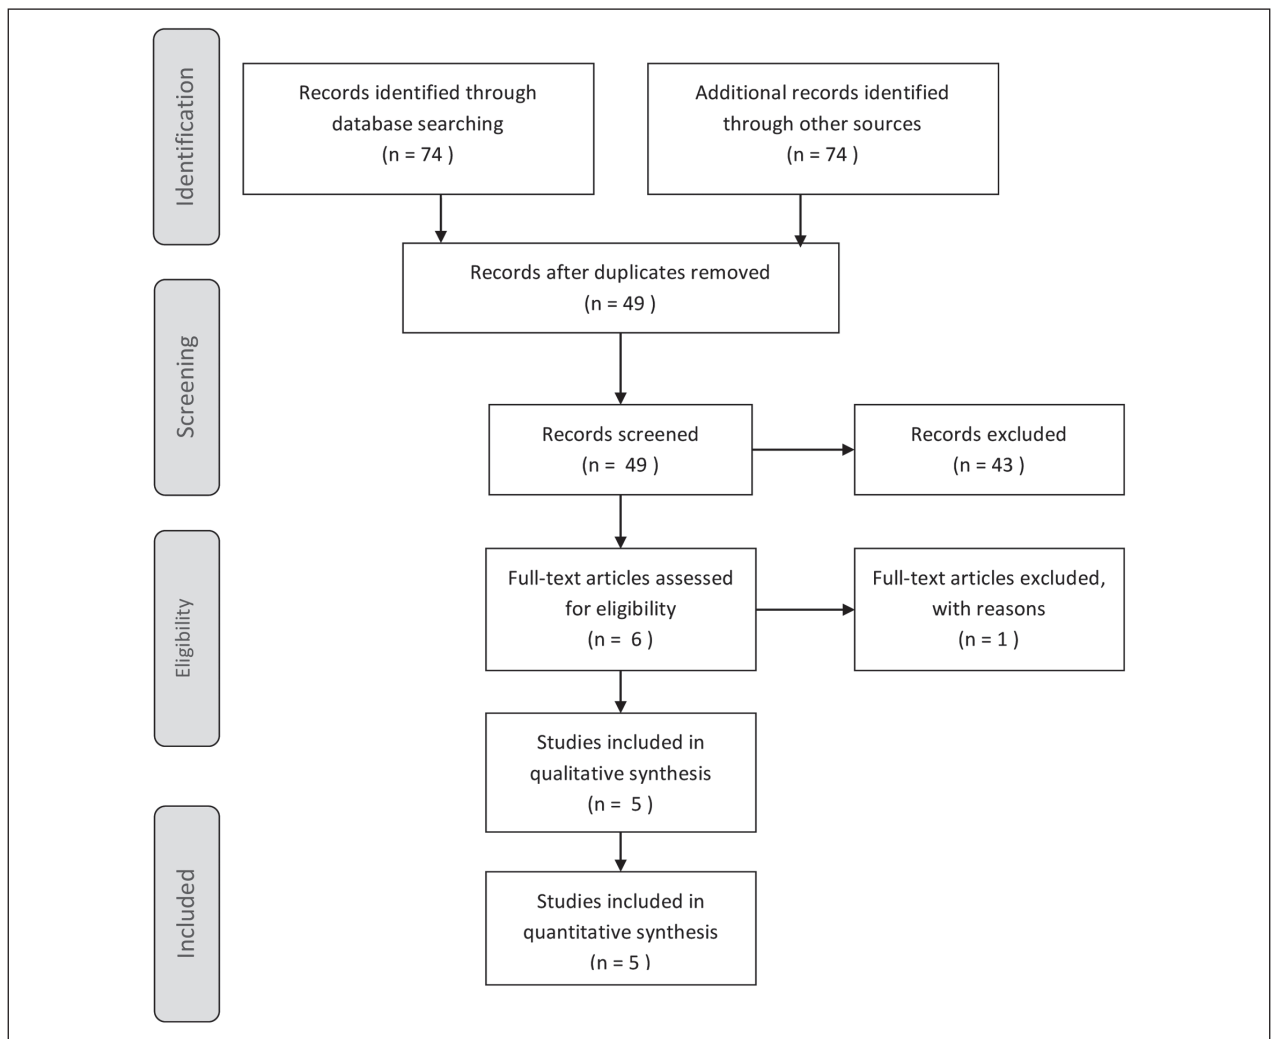 Identification
Records identified through
database searching
(n = 74 )
Additional records identified
through other sources
(n = 74 )
Records after duplicates removed
(n = 49 )
Screening
Records screened
(n = 49 )
Records excluded
(n = 43 )
Eligibility
Full-text articles assessed
for eligibility
(n = 6 )
Full-text articles excluded,
with reasons
(n = 1 )
Studies included in
qualitative synthesis
(n = 5 )
Included
Studies included in
quantitative synthesis
(n = 5 )